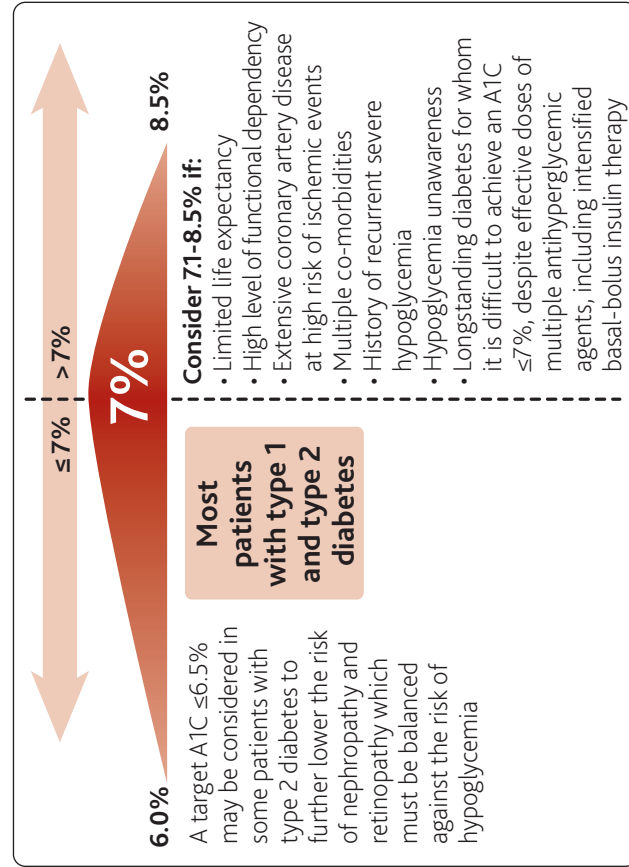 ≤7%
>7%
6.0%
7%
8.5%
A target A1C ≤6.5%
may be considered in
some patients with
type 2 diabetes to
further lower the risk
of nephropathy and
retinopathy which
must be balanced
against the risk of
hypoglycemia
Most
patients
with type 1
and type 2
diabetes
Consider 7.1-8.5% if:
• Limited life expectancy
• High level of functional dependency
• Extensive coronary artery disease
at high risk of ischemic events
• Multiple co-morbidities
• History of recurrent severe
hypoglycemia
• Hypoglycemia unawareness
• Longstanding diabetes for whom
it is difficult to achieve an A1C
≤7%, despite effective doses of
multiple antihyperglycemic
agents, including intensified
basal-bolus insulin therapy